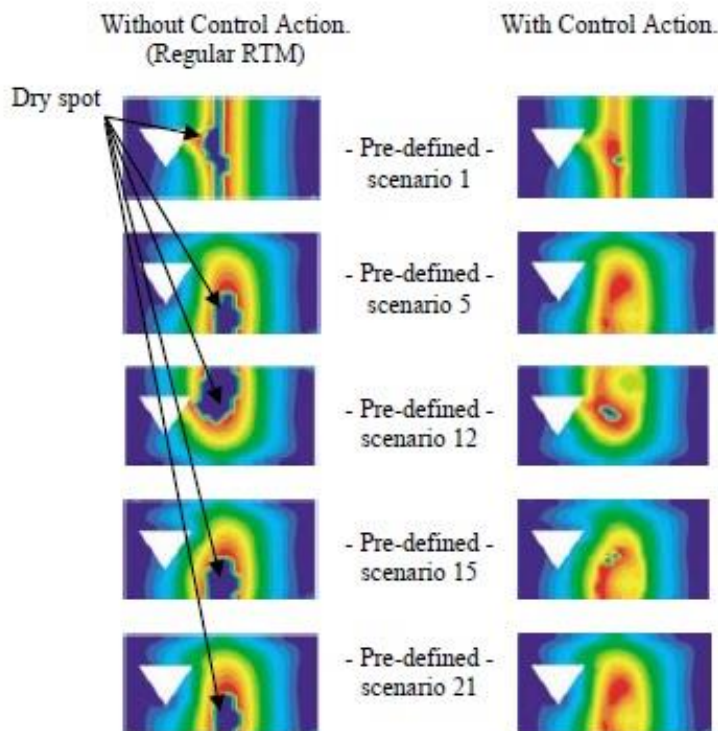 Without Control Action.
(Regular RTM)
With Control Action.
Dry spot
- Pre-defined -
scenario 1
- Pre-defined -
scenario 5
- Pre-defined -
scenario 12
- Pre-defined -
scenario 15
- Pre-defined -
scenario 21